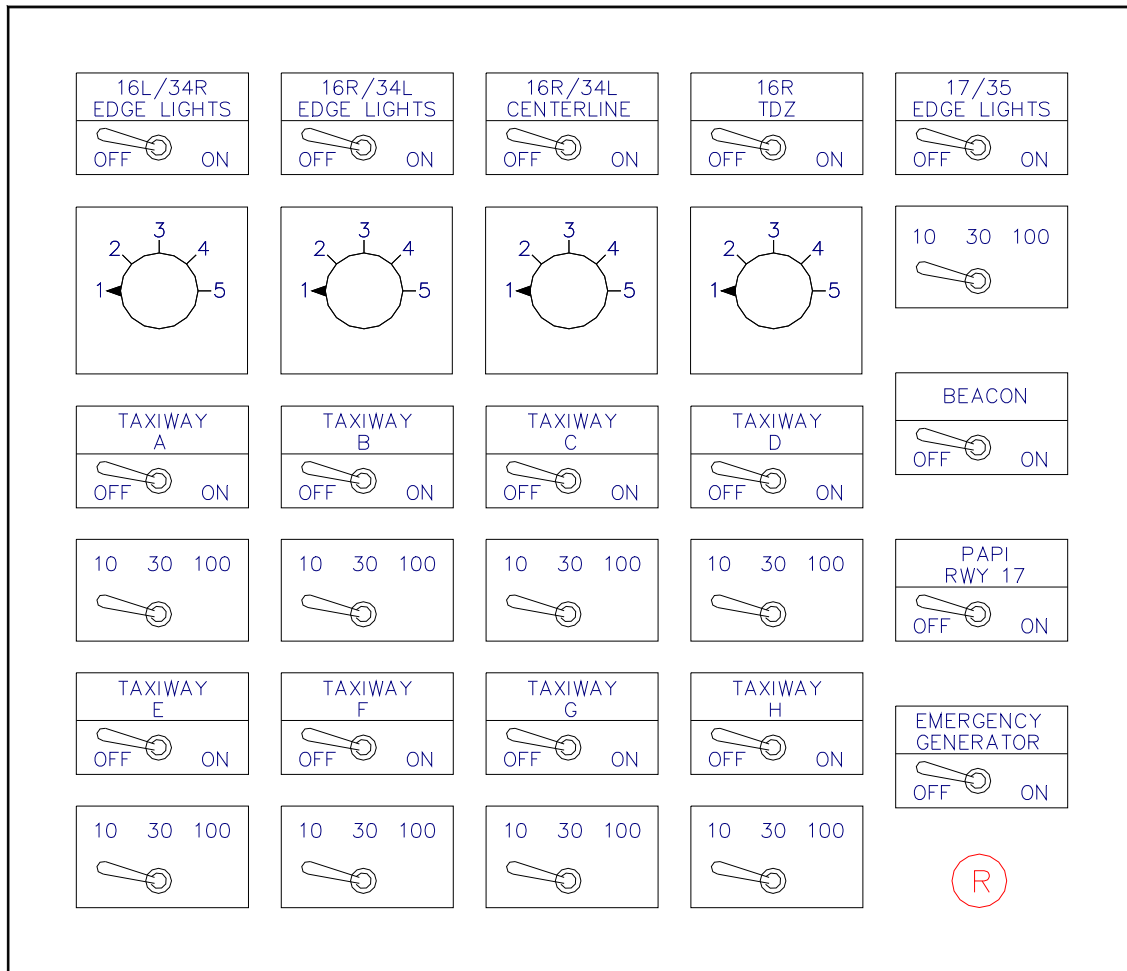 16L/34R
EDGE LIGHTS
OFF ON
16R/34L
EDGE LIGHTS
OFF ON
16R/34L
CENTERLINE
OFF ON
16R
TDZ
OFF ON
17/35
EDGE LIGHTS
OFF ON
1 2 3 4 5
1 2 3 4 5
1 2 3 4 5
1 2 3 4 5
10 30 100
TAXIWAY
A
OFF ON
TAXIWAY
B
OFF ON
TAXIWAY
C
OFF ON
TAXIWAY
D
OFF ON
BEACON
OFF ON
10 30 100
10 30 100
10 30 100
10 30 100
PAPI
RWY 17
OFF ON
TAXIWAY
E
OFF ON
TAXIWAY
F
OFF ON
TAXIWAY
G
OFF ON
TAXIWAY
H
OFF ON
EMERGENCY
GENERATOR
OFF ON
10 30 100
10 30 100
10 30 100
10 30 100
R